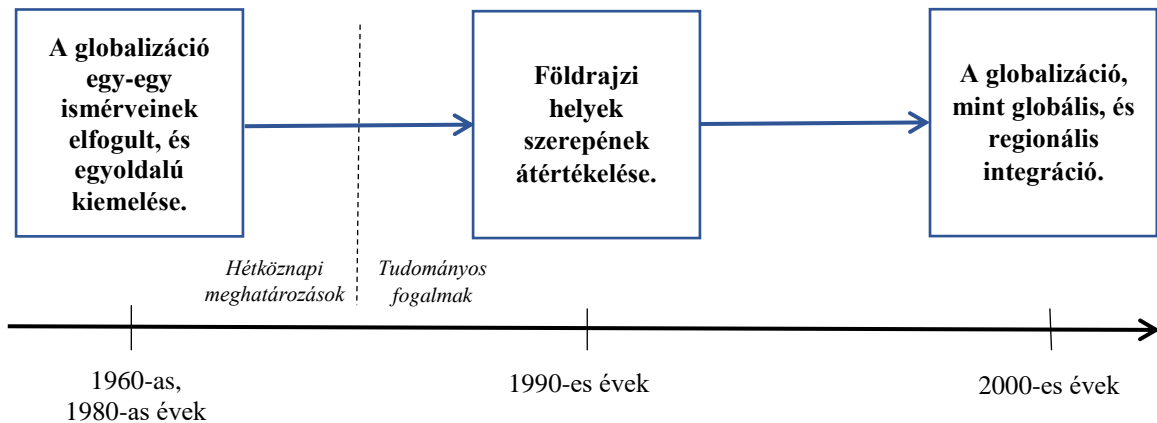 A globalizáció
egy-egy
ismérveinek
elfogult, és
egyoldalú
kiemelése.
Földrajzi
helyek
szerepének
átértékelése.
A globalizáció,
mint globális, és
regionális
integráció.
Hétköznapi
meghatározások
Tudományos
fogalmak
1960-as,
1980-as évek
1990-es évek
2000-es évek